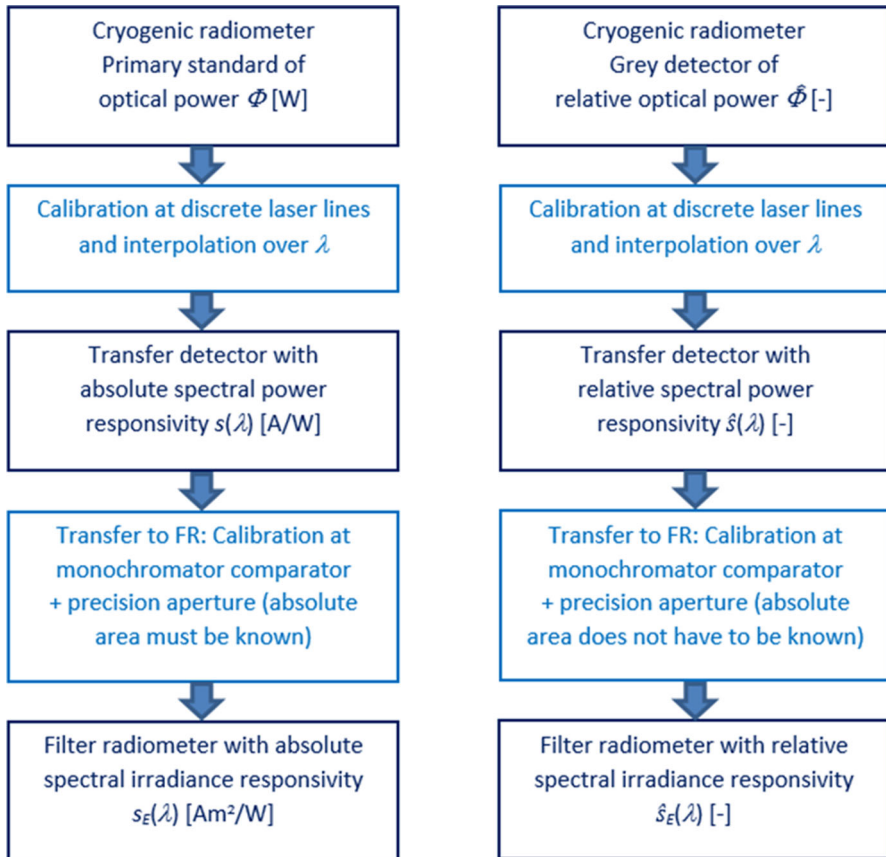 Cryogenic radiometer
Primary standard of
optical power Φ [W]
Calibration at discrete laser lines
and interpolation over λ
Transfer detector with
absolute spectral power
responsivity s(λ) [A/W]
Transfer to FR: Calibration at
monochromator comparator
+ precision aperture (absolute
area must be known)
Filter radiometer with absolute
spectral irradiance responsivity
s_E(λ) [Am²/W]
Cryogenic radiometer
Grey detector of
relative optical power Φ̂ [-]
Calibration at discrete laser lines
and interpolation over λ
Transfer detector with
relative spectral power
responsivity ŝ(λ) [-]
Transfer to FR: Calibration at
monochromator comparator
+ precision aperture (absolute
area does not have to be known)
Filter radiometer with relative
spectral irradiance responsivity
ŝ_E(λ) [-]